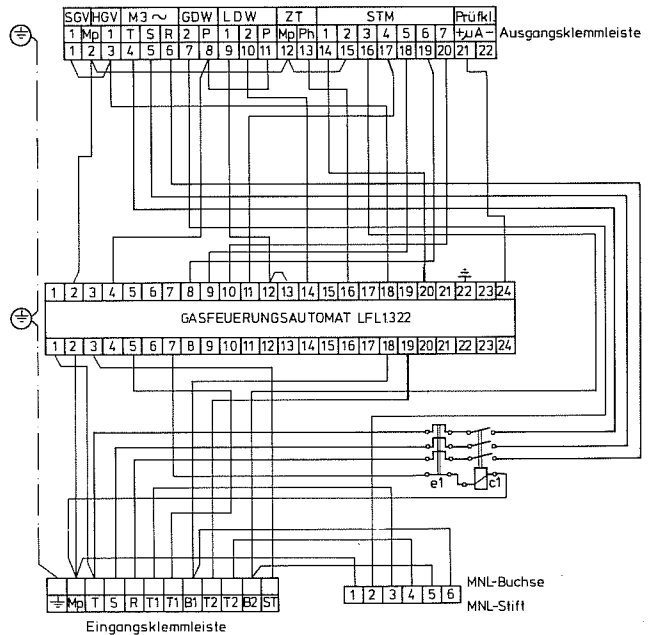 SGV HGV M3~ GDW LDW ZT STM Prüfkl.
1 Mp 1 T S R 2 P 1 2 P Mp Ph 1 2 3 4 5 6 7 +µA-
1 2 3 4 5 6 7 8 9 10 11 12 13 14 15 16 17 18 19 20 21 22
Ausgangsklemmleiste
1 2 3 4 5 6 7 8 9 10 11 12 13 14 15 16 17 18 19 20 21 22 23 24
GASFEUERUNGSAUTOMAT LFL1.322
1 2 3 4 5 6 7 8 9 10 11 12 13 14 15 16 17 18 19 20 21 22 23 24
e1 c1
Mp T S R T1 T1 B1 T2 T2 B2 ST
Eingangsklemmleiste
1 2 3 4 5 6
MNL-Buchse
MNL-Stift